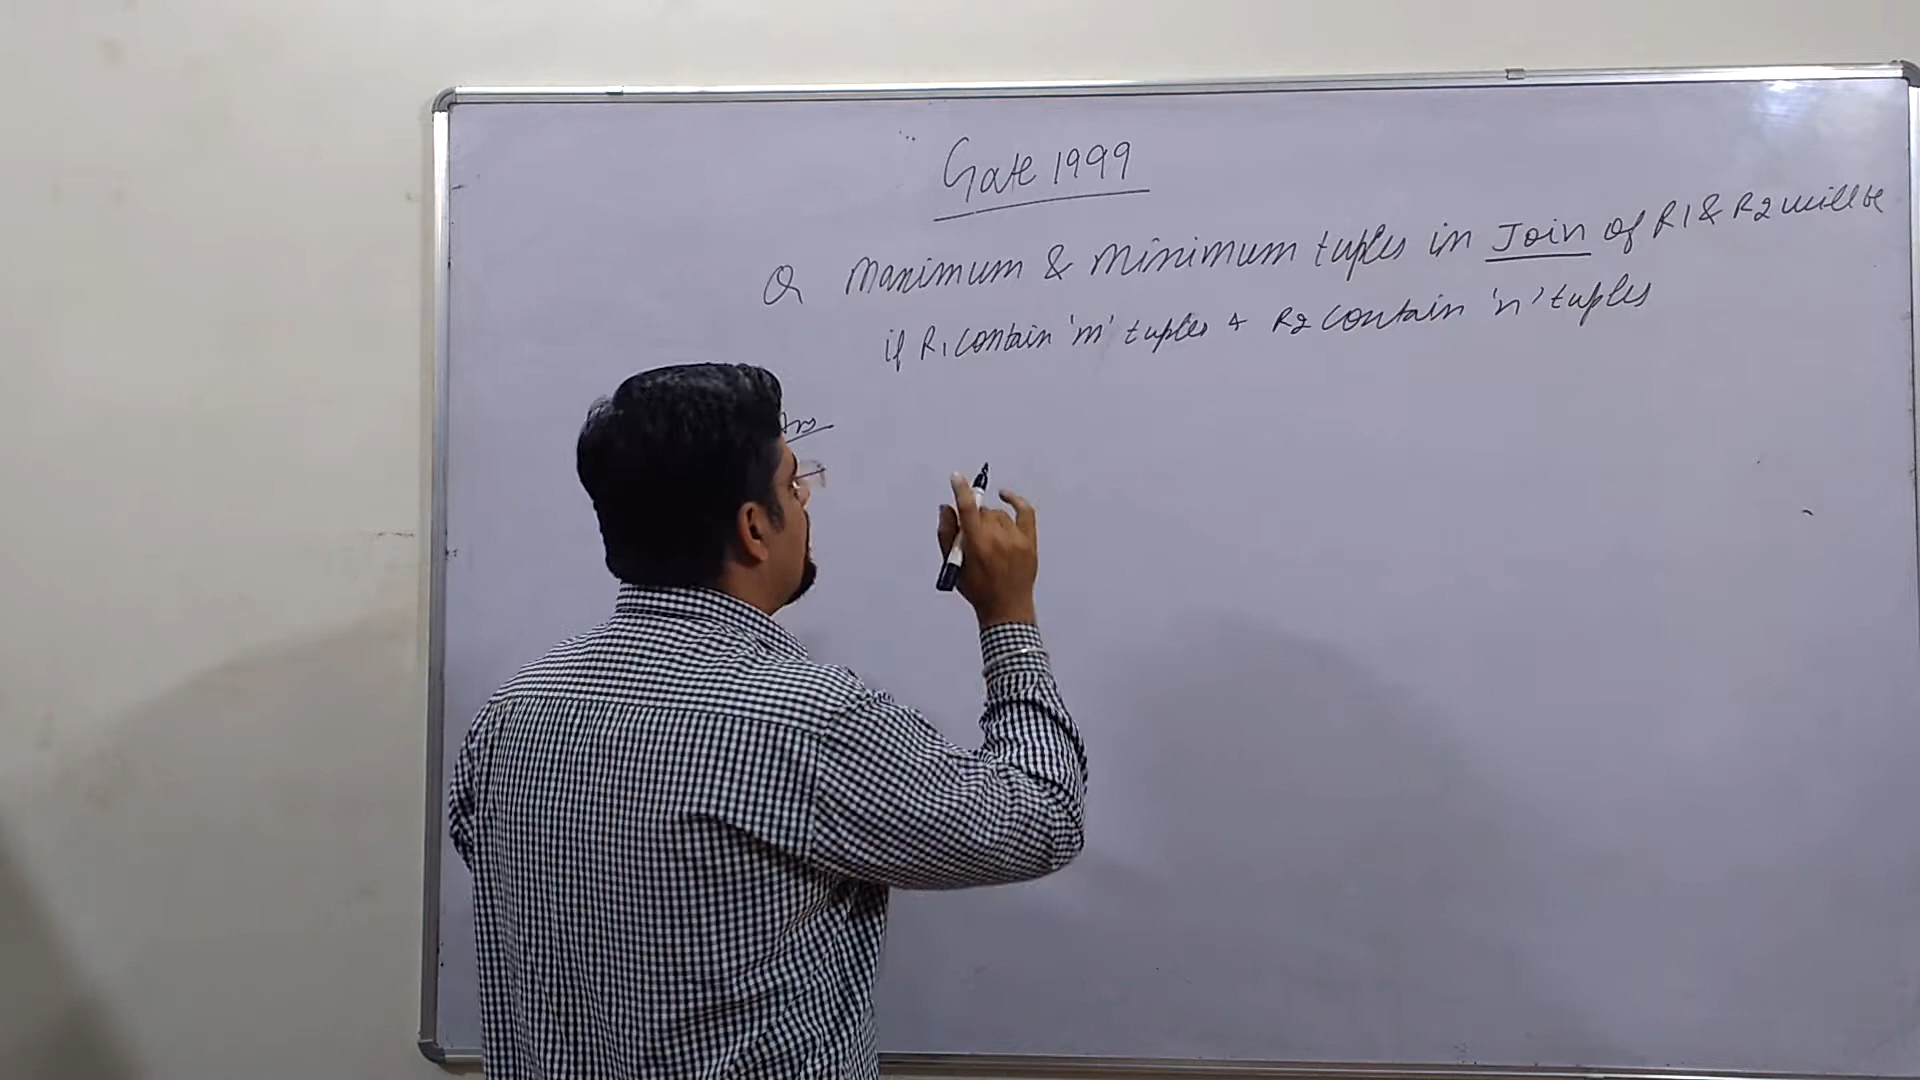 Gate 1999
Q Maximum & Minimum tuples in Join of R1 & R2 will be
if R1 contain 'm' tuples & R2 contain 'n' tuples
Ans